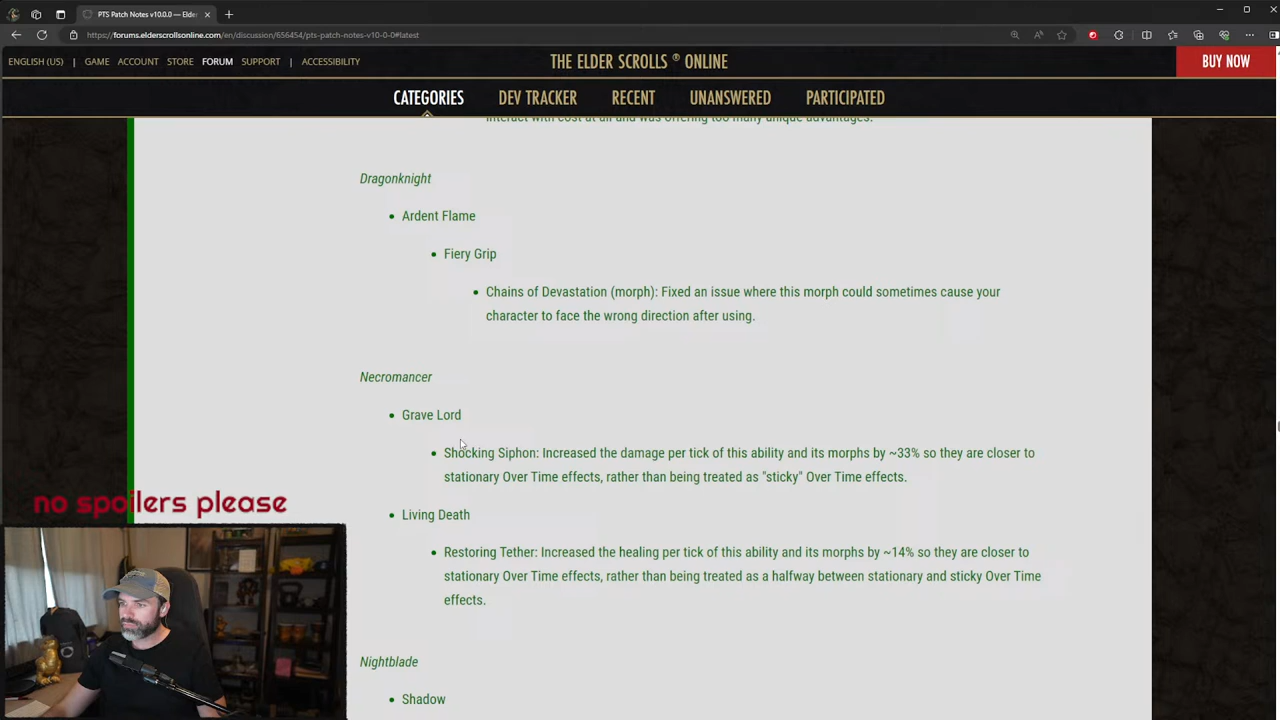 PTS Patch Notes v10.0.0 — Elder
https://forums.elderscrollsonline.com/en/discussion/656454/pts-patch-notes-v10-0-0#latest
ENGLISH (US) | GAME ACCOUNT STORE FORUM SUPPORT | ACCESSIBILITY
THE ELDER SCROLLS ® ONLINE
BUY NOW
CATEGORIES DEV TRACKER RECENT UNANSWERED PARTICIPATED
interact with cost at all and was offering too many unique advantages.
Dragonknight
• Ardent Flame
• Fiery Grip
• Chains of Devastation (morph): Fixed an issue where this morph could sometimes cause your
character to face the wrong direction after using.
Necromancer
• Grave Lord
• Shocking Siphon: Increased the damage per tick of this ability and its morphs by ~33% so they are closer to
stationary Over Time effects, rather than being treated as "sticky" Over Time effects.
no spoilers please
• Living Death
• Restoring Tether: Increased the healing per tick of this ability and its morphs by ~14% so they are closer to
stationary Over Time effects, rather than being treated as a halfway between stationary and sticky Over Time
effects.
Nightblade
• Shadow